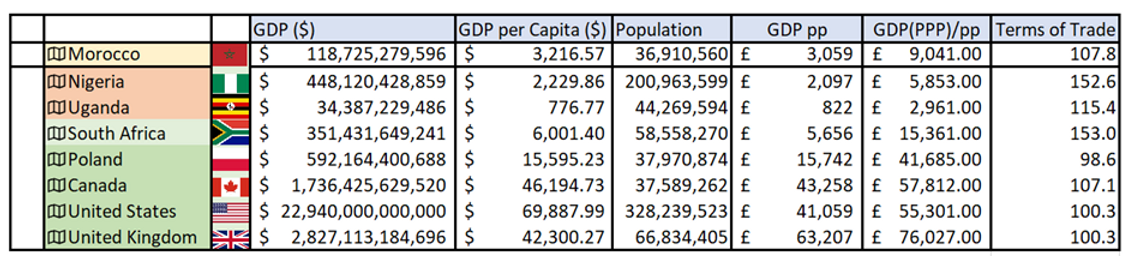 GDP ($) GDP per Capita ($) Population GDP pp GDP(PPP)/pp Terms of Trade
Morocco $ 118,725,279,596 $ 3,216.57 36,910,560 £ 3,059 £ 9,041.00 107.8
Nigeria $ 448,120,428,859 $ 2,229.86 200,963,599 £ 2,097 £ 5,853.00 152.6
Uganda $ 34,387,229,486 $ 776.77 44,269,594 £ 822 £ 2,961.00 115.4
South Africa $ 351,431,649,241 $ 6,001.40 58,558,270 £ 5,656 £ 15,361.00 153.0
Poland $ 592,164,400,688 $ 15,595.23 37,970,874 £ 15,742 £ 41,685.00 98.6
Canada $ 1,736,425,629,520 $ 46,194.73 37,589,262 £ 43,258 £ 57,812.00 107.1
United States $ 22,940,000,000,000 $ 69,887.99 328,239,523 £ 41,059 £ 55,301.00 100.3
United Kingdom $ 2,827,113,184,696 $ 42,300.27 66,834,405 £ 63,207 £ 76,027.00 100.3